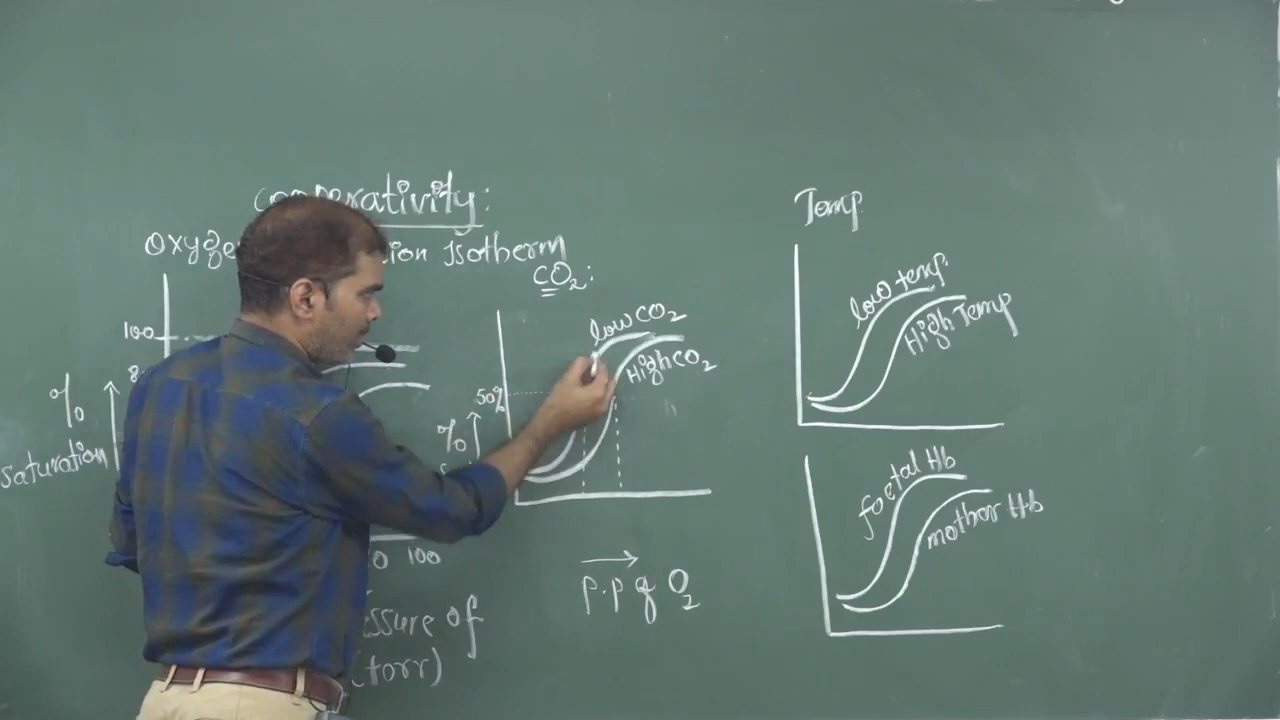 cooperativity:
Oxyge ion Isotherm
CO₂:
100
8
%
saturation
0 100
essure of
(torr)
low CO₂
High CO₂
50%
%
p.p of O₂
Temp.
low temp.
High Temp
foetal Hb
mother Hb